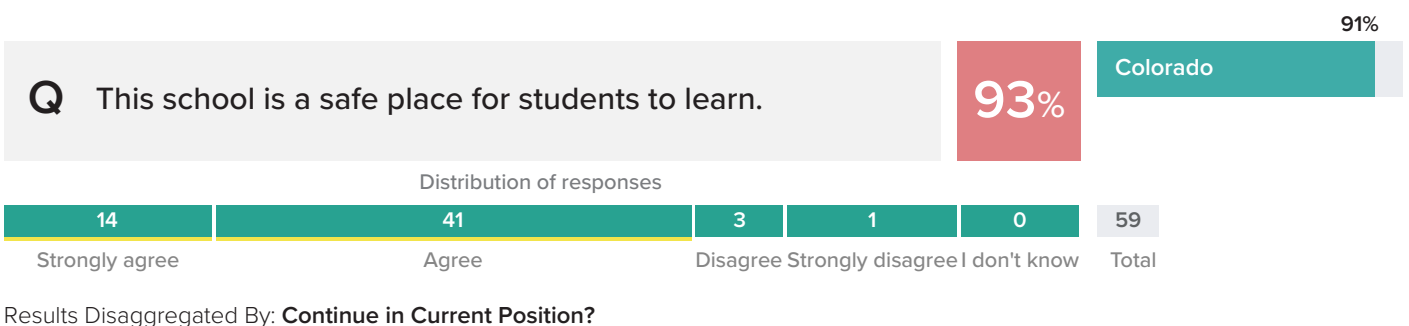 91%
Q This school is a safe place for students to learn.
93%
Colorado
Distribution of responses
14 41 3 1 0 59
Strongly agree Agree Disagree Strongly disagree I don't know Total
Results Disaggregated By: Continue in Current Position?